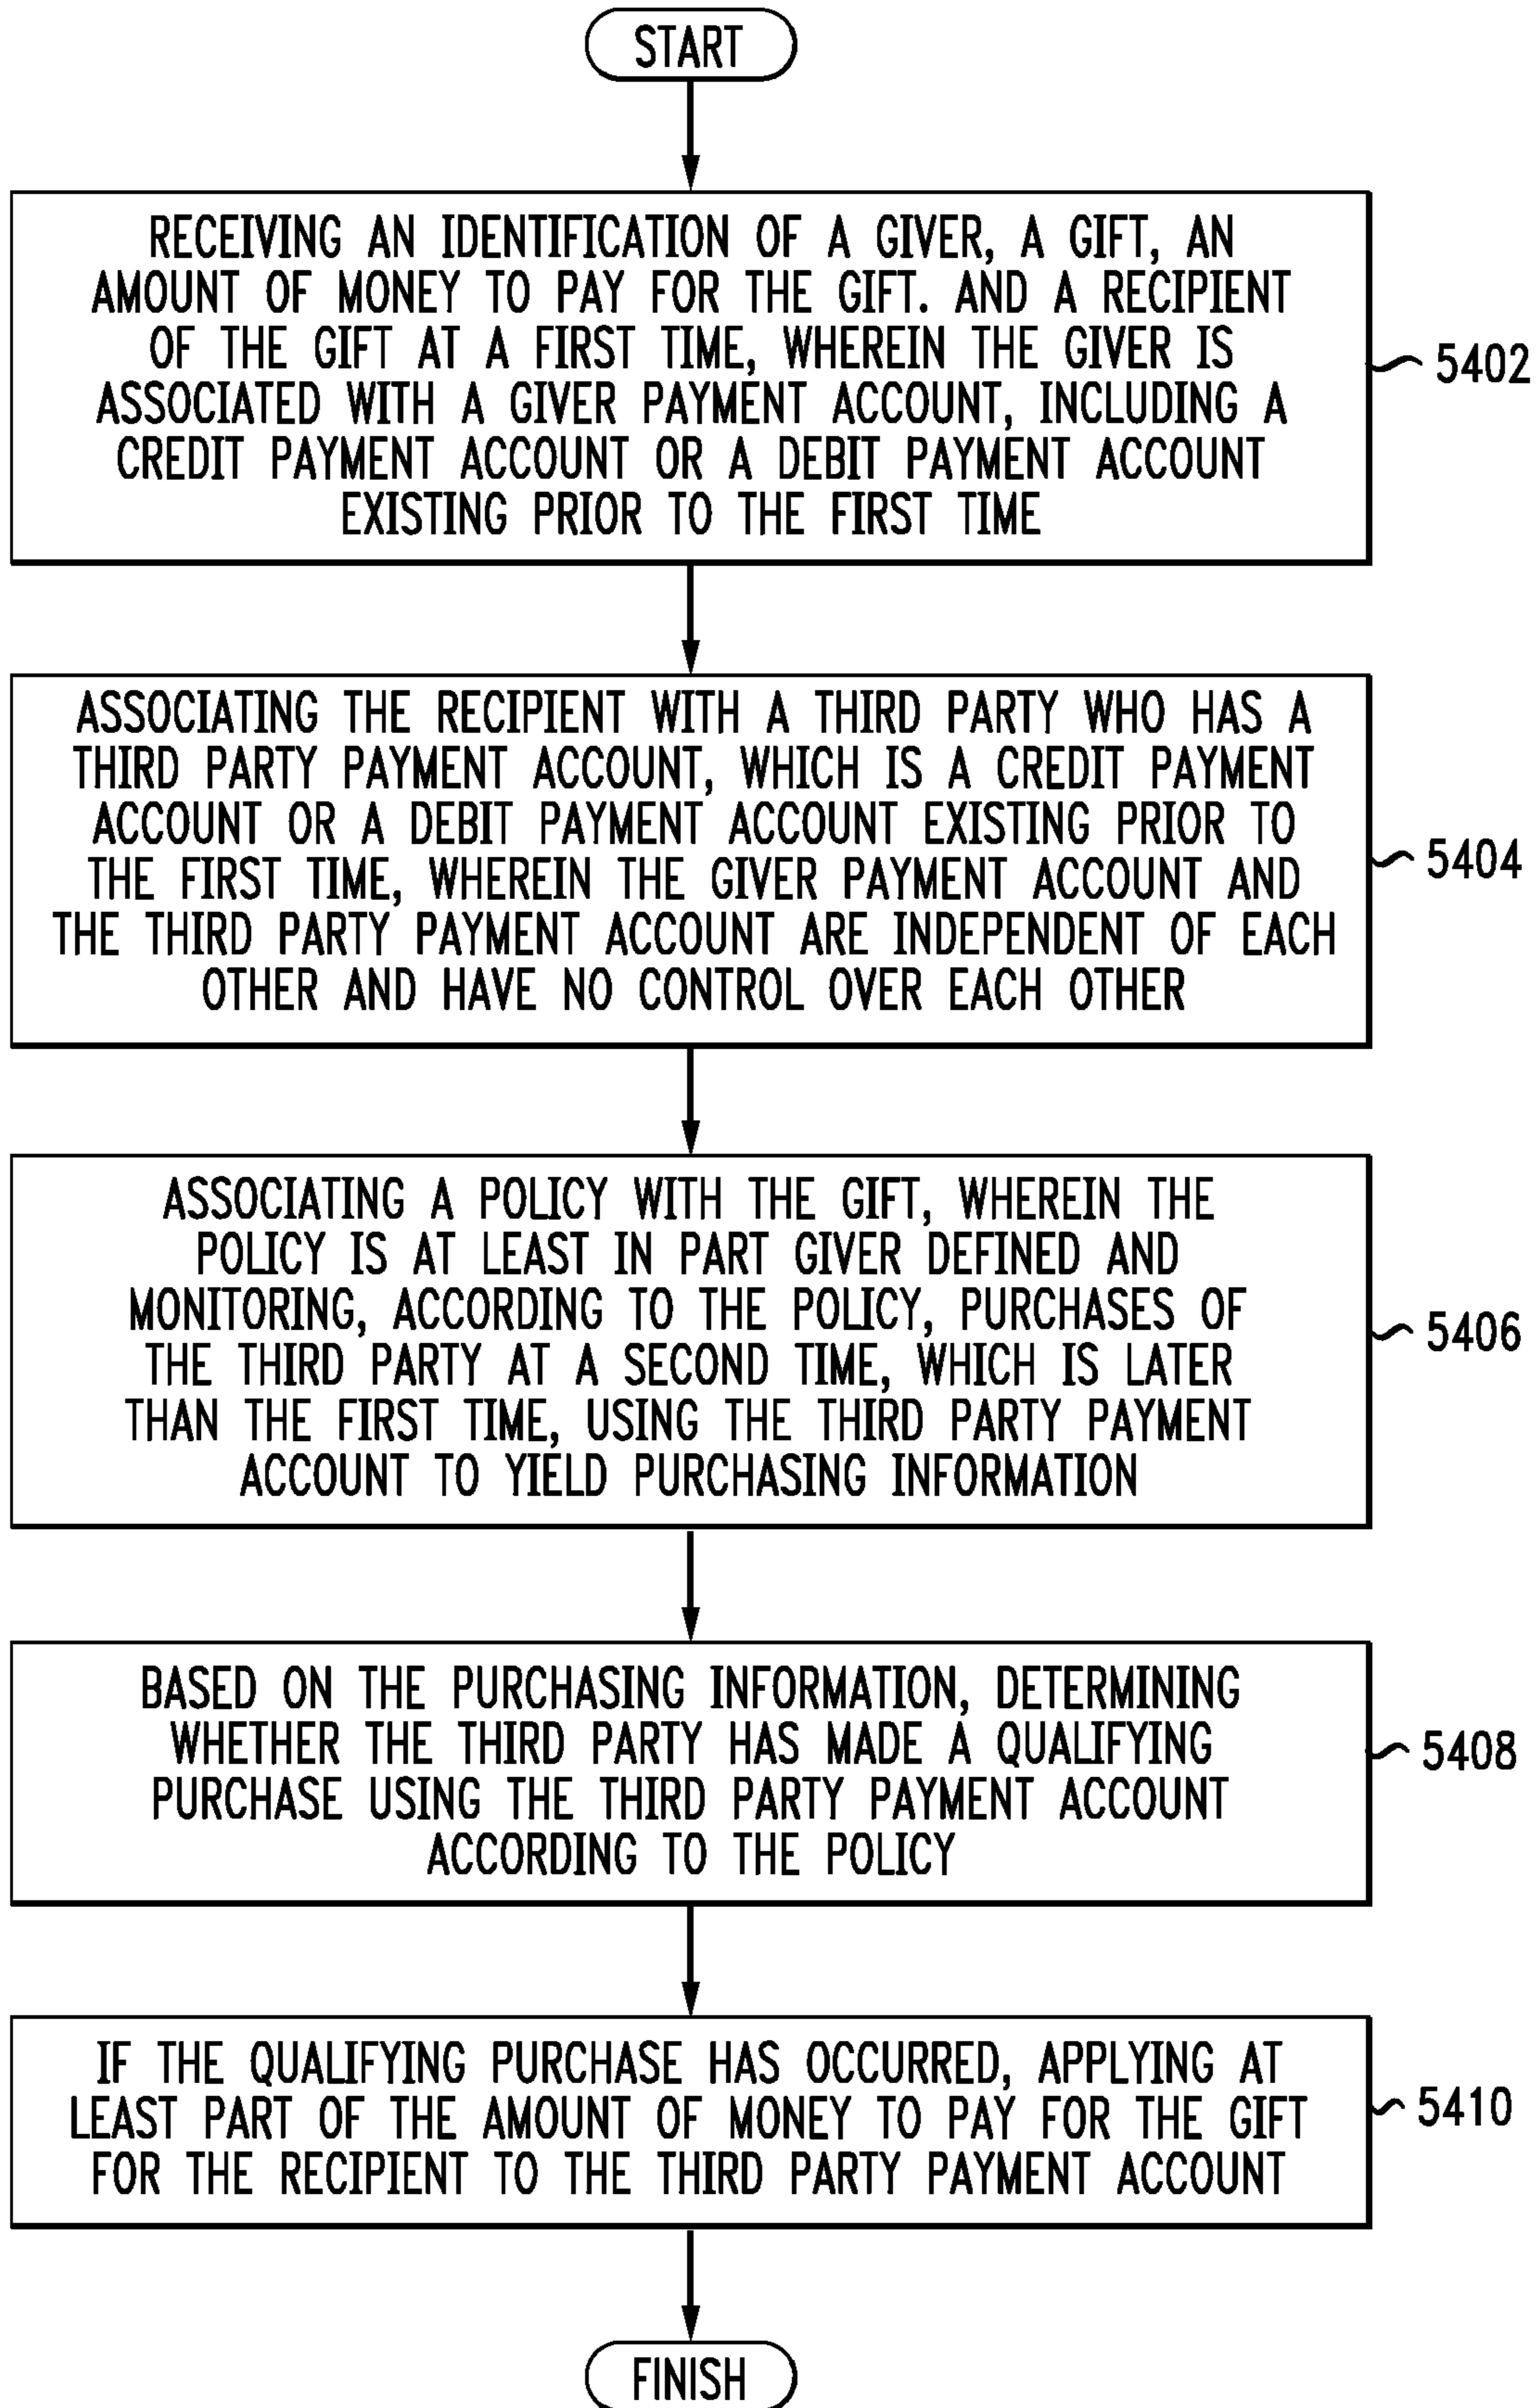 START
RECEIVING AN IDENTIFICATION OF A GIVER, A GIFT, AN
AMOUNT OF MONEY TO PAY FOR THE GIFT. AND A RECIPIENT
OF THE GIFT AT A FIRST TIME, WHEREIN THE GIVER IS
ASSOCIATED WITH A GIVER PAYMENT ACCOUNT, INCLUDING A
CREDIT PAYMENT ACCOUNT OR A DEBIT PAYMENT ACCOUNT
EXISTING PRIOR TO THE FIRST TIME
5402
ASSOCIATING THE RECIPIENT WITH A THIRD PARTY WHO HAS A
THIRD PARTY PAYMENT ACCOUNT, WHICH IS A CREDIT PAYMENT
ACCOUNT OR A DEBIT PAYMENT ACCOUNT EXISTING PRIOR TO
THE FIRST TIME, WHEREIN THE GIVER PAYMENT ACCOUNT AND
THE THIRD PARTY PAYMENT ACCOUNT ARE INDEPENDENT OF EACH
OTHER AND HAVE NO CONTROL OVER EACH OTHER
5404
ASSOCIATING A POLICY WITH THE GIFT, WHEREIN THE
POLICY IS AT LEAST IN PART GIVER DEFINED AND
MONITORING, ACCORDING TO THE POLICY, PURCHASES OF
THE THIRD PARTY AT A SECOND TIME, WHICH IS LATER
THAN THE FIRST TIME, USING THE THIRD PARTY PAYMENT
ACCOUNT TO YIELD PURCHASING INFORMATION
5406
BASED ON THE PURCHASING INFORMATION, DETERMINING
WHETHER THE THIRD PARTY HAS MADE A QUALIFYING
PURCHASE USING THE THIRD PARTY PAYMENT ACCOUNT
ACCORDING TO THE POLICY
5408
IF THE QUALIFYING PURCHASE HAS OCCURRED, APPLYING AT
LEAST PART OF THE AMOUNT OF MONEY TO PAY FOR THE GIFT
FOR THE RECIPIENT TO THE THIRD PARTY PAYMENT ACCOUNT
5410
FINISH